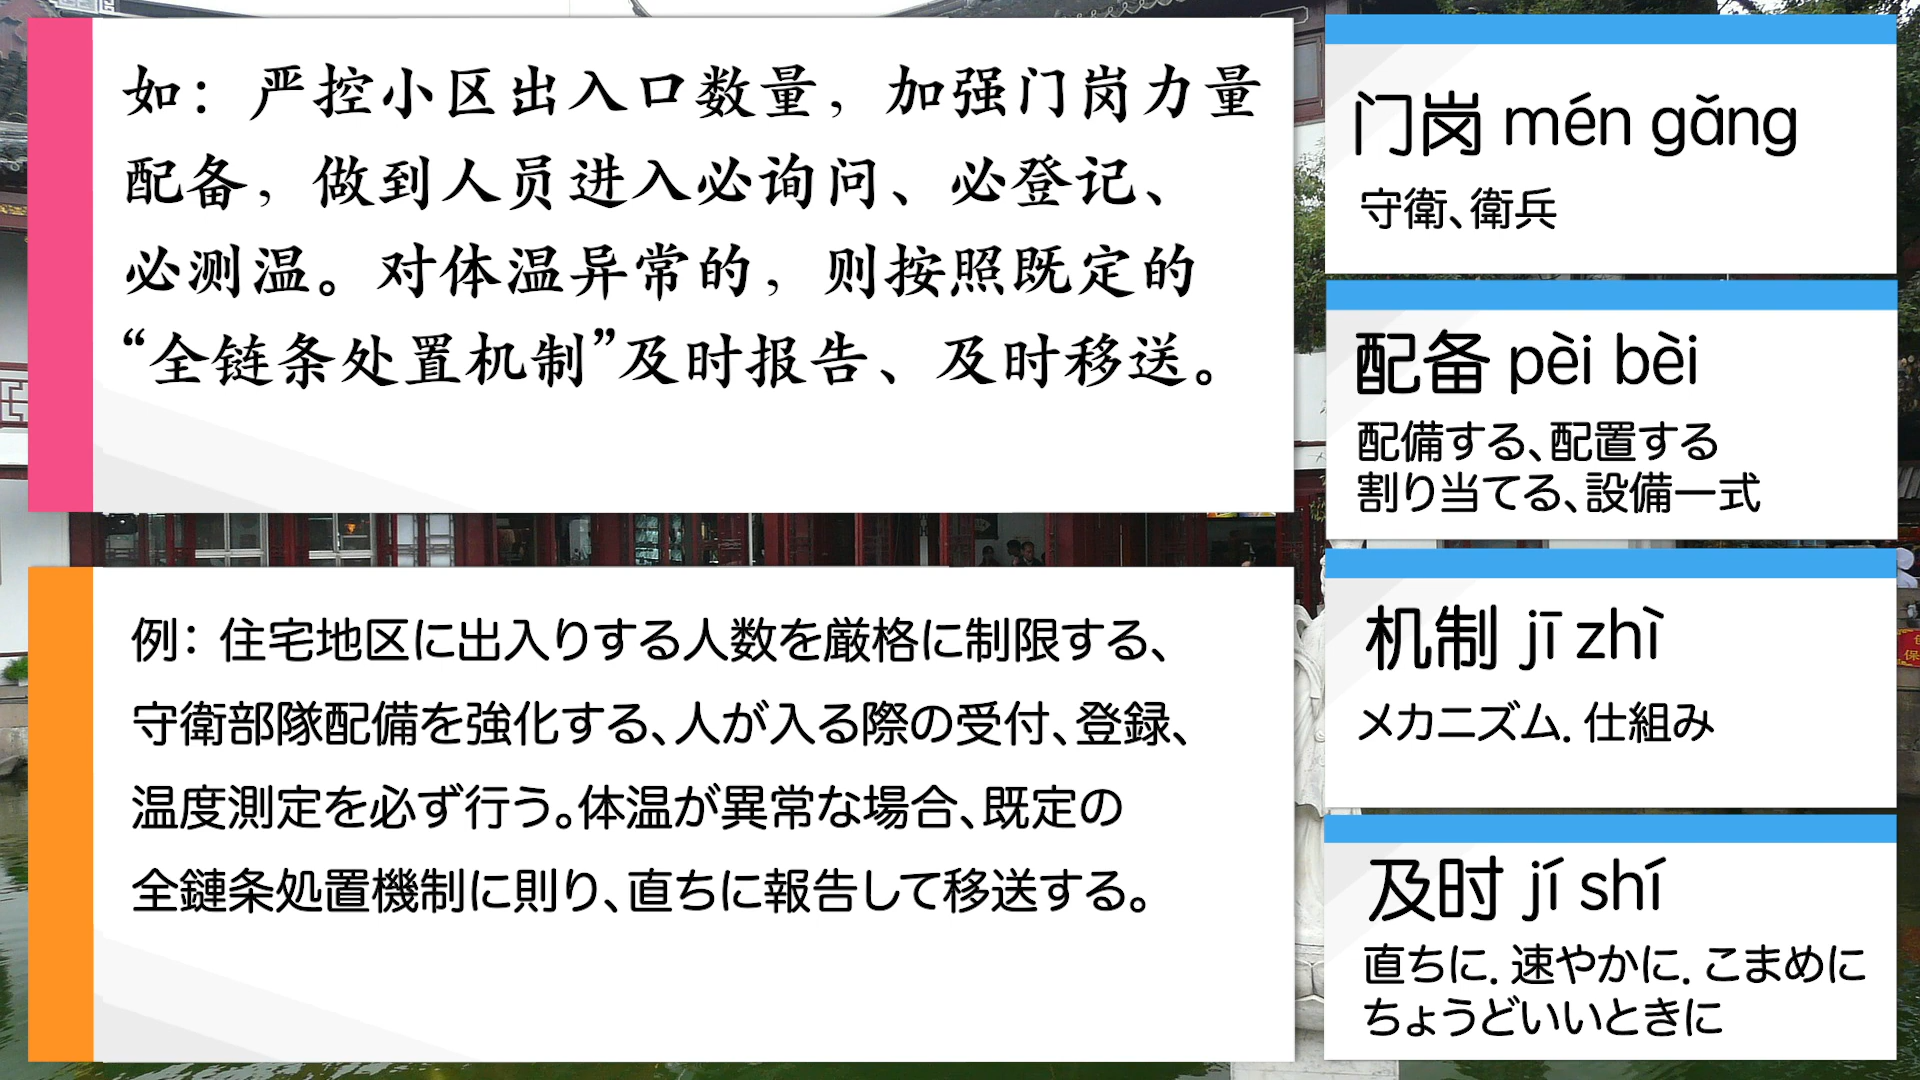 如：严控小区出入口数量，加强门岗力量
配备，做到人员进入必询问、必登记、
必测温。对体温异常的，则按照既定的
“全链条处置机制”及时报告、及时移送。
例：住宅地区に出入りする人数を厳格に制限する、
守衛部隊配備を強化する、人が入る際の受付、登録、
温度測定を必ず行う。体温が異常な場合、既定の
全鏈条処置機制に則り、直ちに報告して移送する。
门岗 mén gǎng
守衛、衛兵
配备 pèi bèi
配備する、配置する
割り当てる、設備一式
机制 jī zhì
メカニズム. 仕組み
及时 jí shí
直ちに. 速やかに. こまめに
ちょうどいいときに